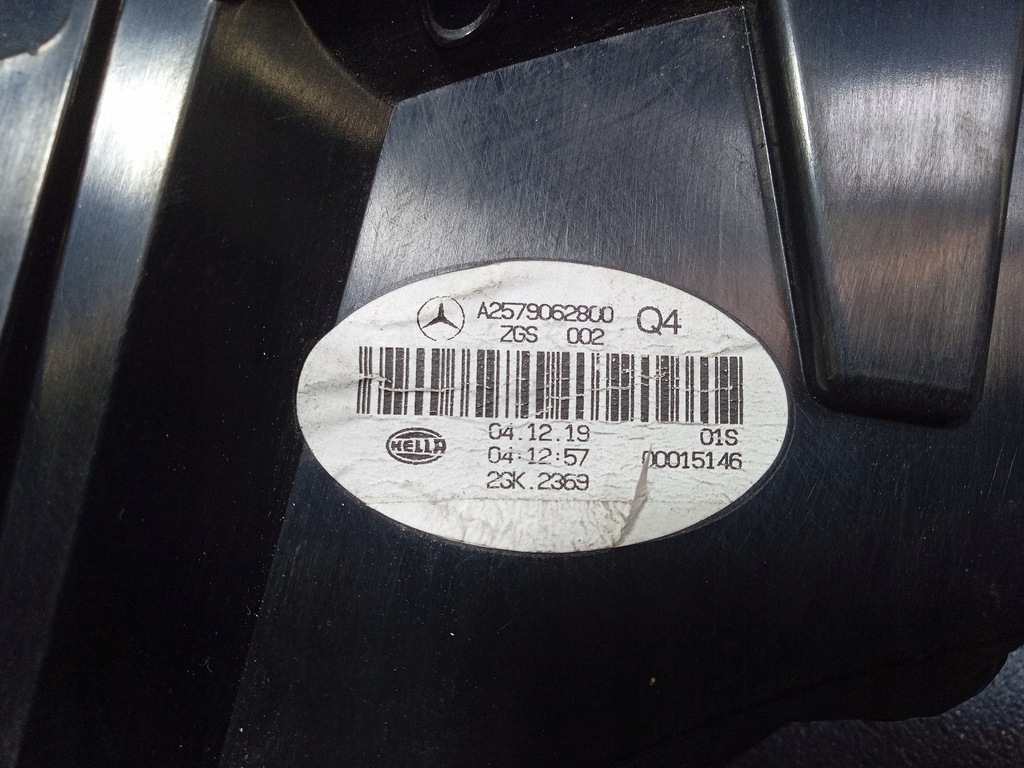 A2579062800 Q4
ZGS 002
HELLA
04.12.19 01S
04:12:57 00015146
23K.2369